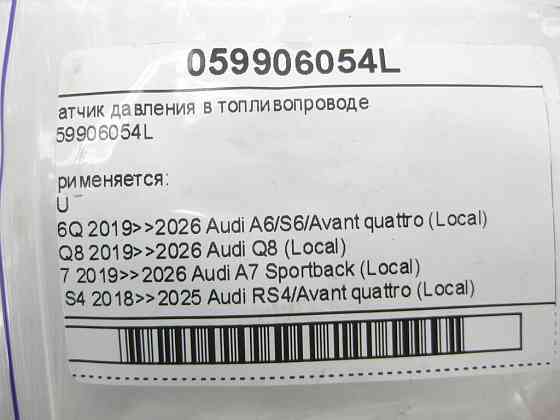 059906054L
атчик давления в топливопроводе
59906054L
рименяется:
U
6Q 2019>>2026 Audi A6/S6/Avant quattro (Local)
Q8 2019>>2026 Audi Q8 (Local)
7 2019>>2026 Audi A7 Sportback (Local)
S4 2018>>2025 Audi RS4/Avant quattro (Local)